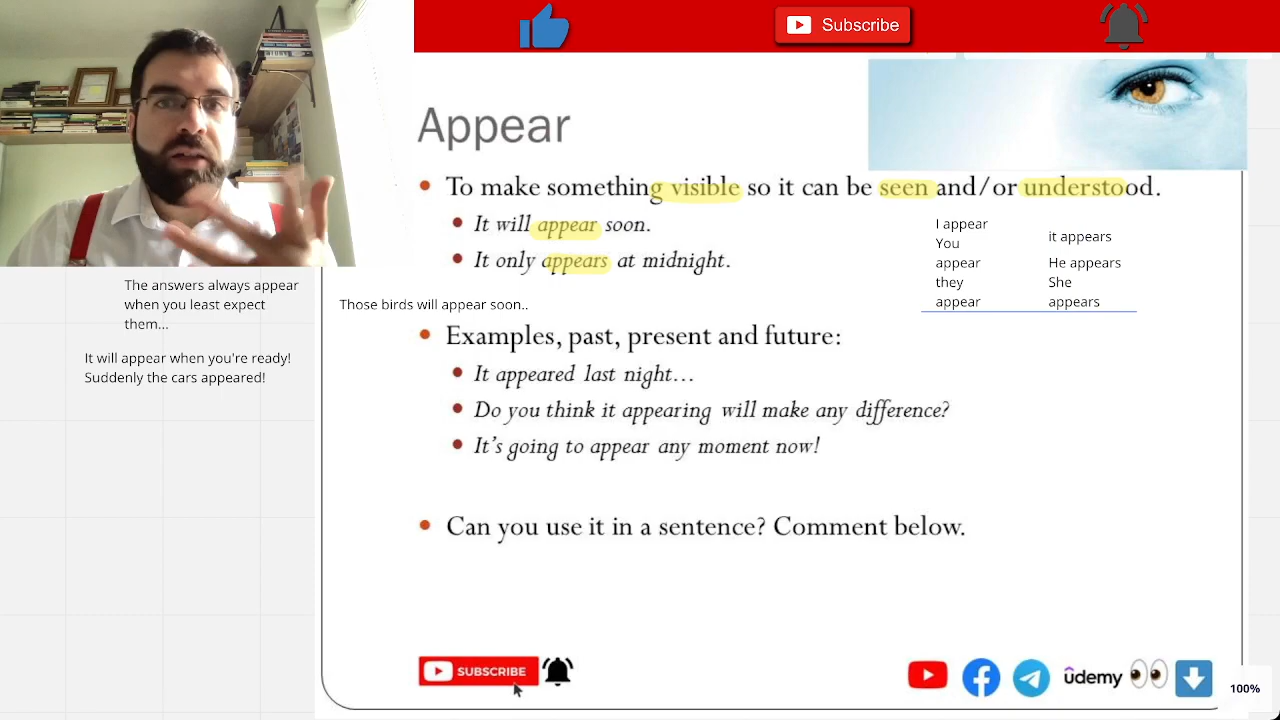 Subscribe
Appear
To make something visible so it can be seen and/or understood.
It will appear soon.
It only appears at midnight.
I appear
You
appear
they
appear
it appears
He appears
She
appears
The answers always appear
when you least expect
them...
Those birds will appear soon..
It will appear when you're ready!
Suddenly the cars appeared!
Examples, past, present and future:
It appeared last night...
Do you think it appearing will make any difference?
It's going to appear any moment now!
Can you use it in a sentence? Comment below.
SUBSCRIBE
ûdemy
100%